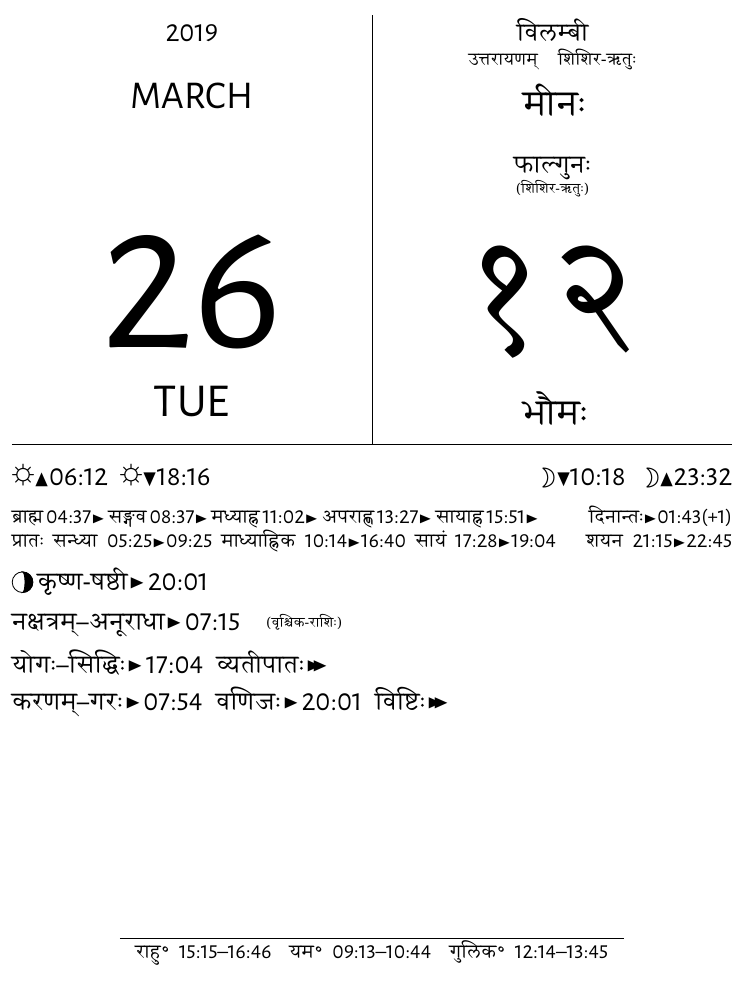 2019
MARCH
26
TUE
विलम्बी
उत्तरायणम् शिशिर-ऋतुः
मीनः
फाल्गुनः
(शिशिर-ऋतुः)
१२
भौमः
☼▲06:12 ☼▼18:16 ☽▼10:18 ☽▲23:32
ब्राह्म 04:37► सङ्गव 08:37► मध्याह्न 11:02► अपराह्ण 13:27► सायाह्न 15:51► दिनान्तः►01:43(+1)
प्रातः सन्ध्या 05:25►09:25 माध्याह्निक 10:14►16:40 सायं 17:28►19:04 शयन 21:15►22:45
कृष्ण-षष्ठी► 20:01
नक्षत्रम्–अनूराधा► 07:15 (वृश्चिक-राशिः)
योगः–सिद्धिः► 17:04 व्यतीपातः►►
करणम्–गरः► 07:54 वणिजः► 20:01 विष्टिः►►
राहु° 15:15–16:46 यम° 09:13–10:44 गुलिक° 12:14–13:45